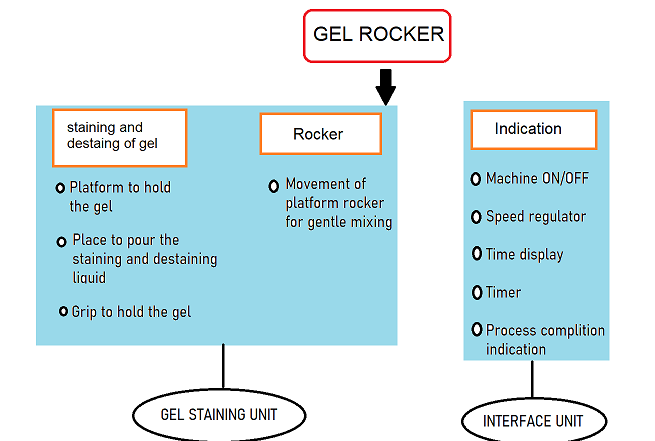 GEL ROCKER
staining and
destaing of gel
Platform to hold
the gel
Place to pour the
staining and destaining
liquid
Grip to hold the gel
Rocker
Movement of
platform rocker
for gentle mixing
GEL STAINING UNIT
Indication
Machine ON/OFF
Speed regulator
Time display
Timer
Process complition
indication
INTERFACE UNIT